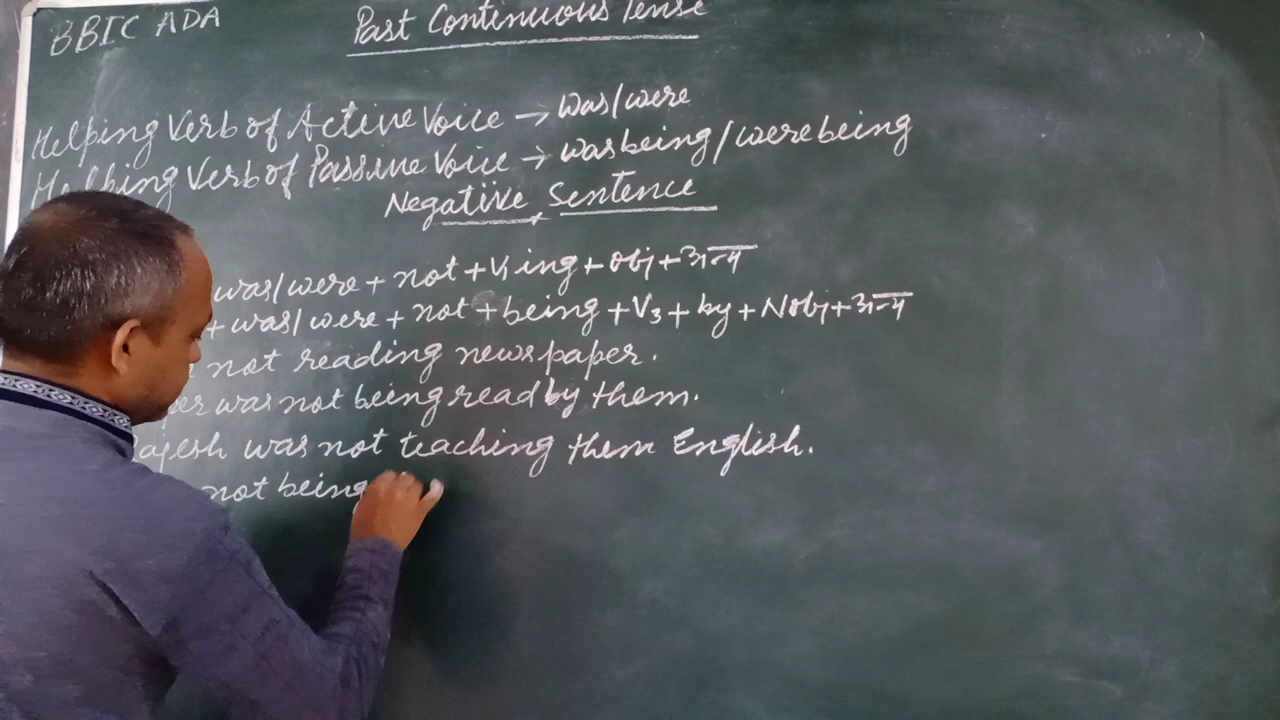 BBIC ADA
Past Continuous Tense
Helping Verb of Active Voice → was/were
Helping Verb of Passive Voice → was being/were being
Negative Sentence
was/were + not + V₁ ing + obj + अन्य
+ was/were + not + being + V₃ + by + Nobj + अन्य
not reading newspaper.
was not being read by them.
was not teaching them English.
not being